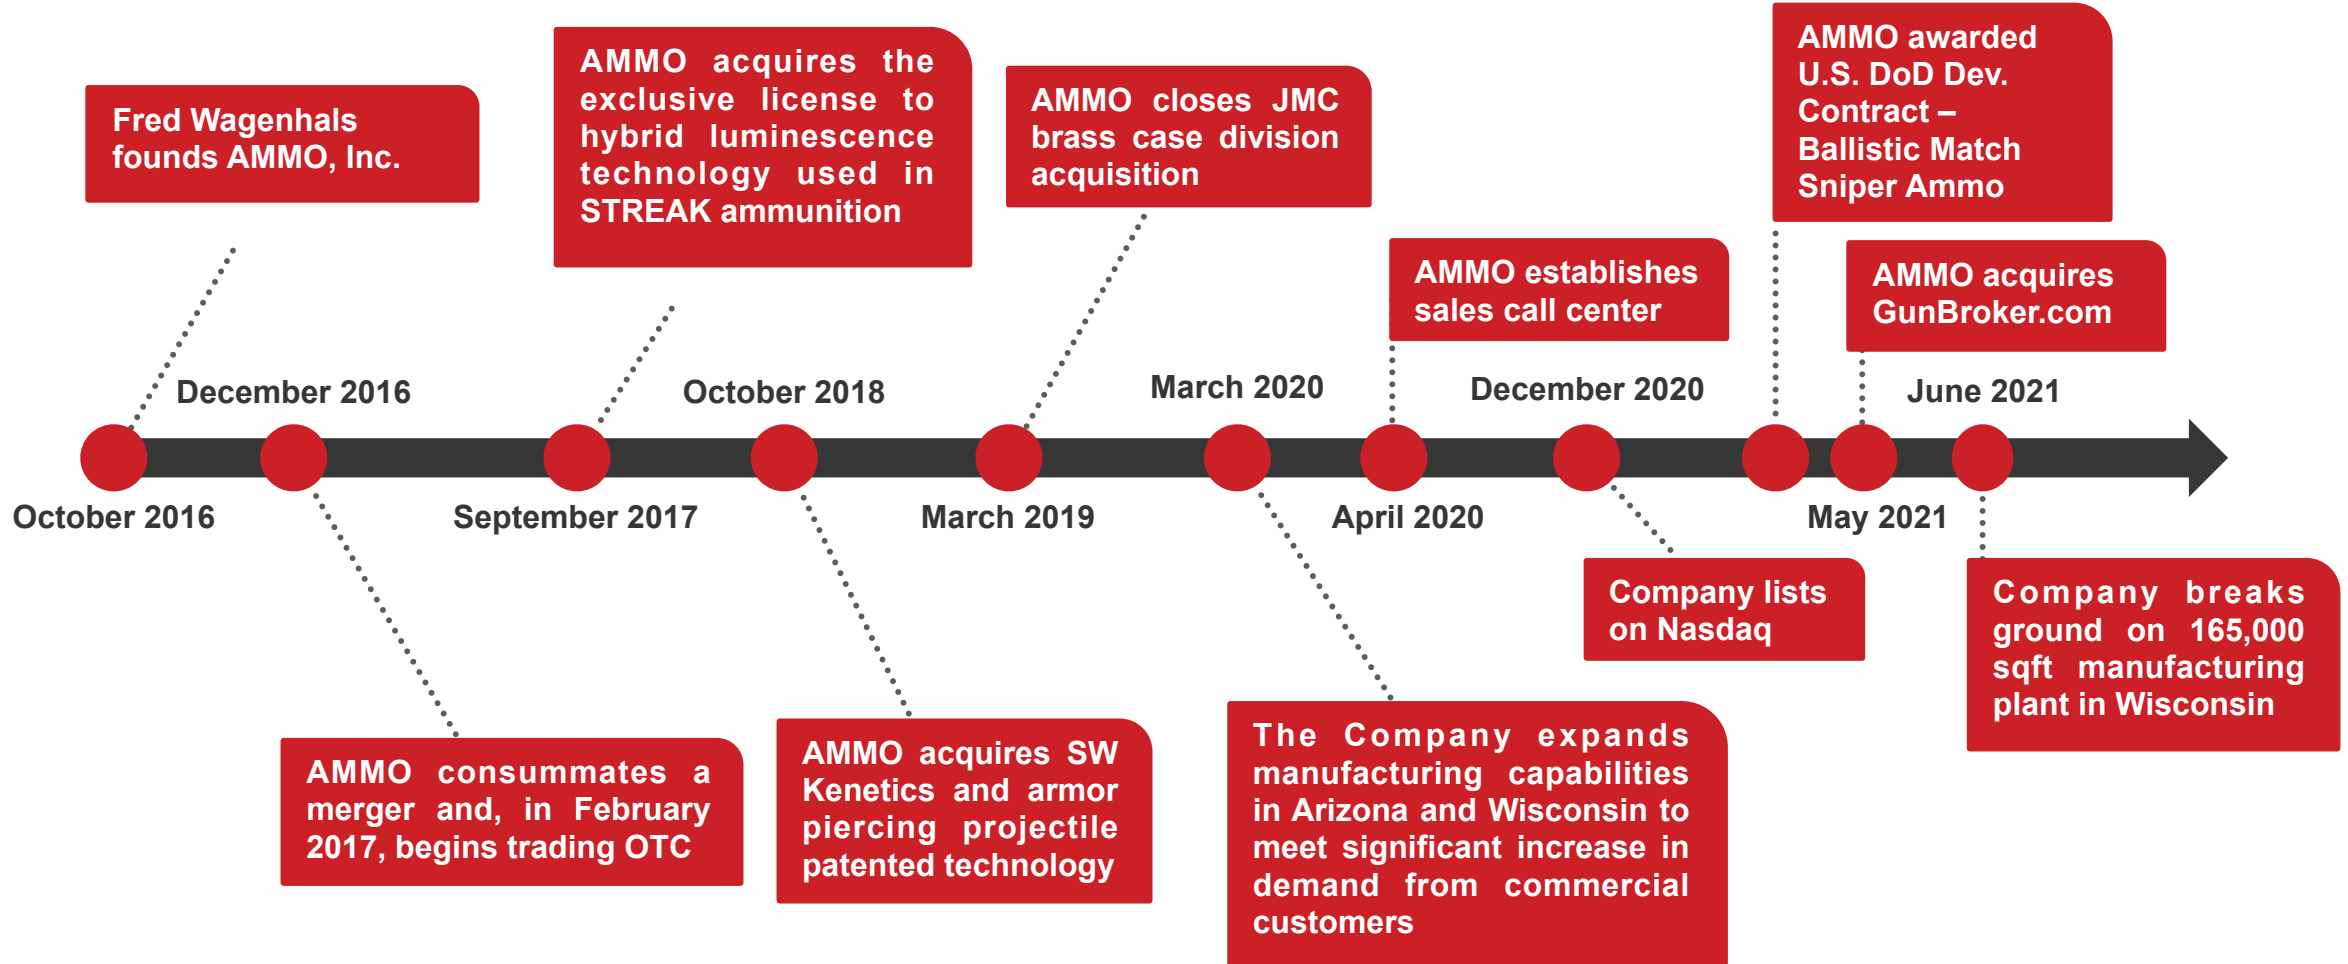 Fred Wagenhals
founds AMMO, Inc.
October 2016
December 2016
AMMO consummates a
merger and, in February
2017, begins trading OTC
AMMO acquires the
exclusive license to
hybrid luminescence
technology used in
STREAK ammunition
September 2017
October 2018
AMMO acquires SW
Kenetics and armor
piercing projectile
patented technology
AMMO closes JMC
brass case division
acquisition
March 2019
March 2020
The Company expands
manufacturing capabilities
in Arizona and Wisconsin to
meet significant increase in
demand from commercial
customers
AMMO establishes
sales call center
April 2020
December 2020
Company lists
on Nasdaq
AMMO awarded
U.S. DoD Dev.
Contract –
Ballistic Match
Sniper Ammo
AMMO acquires
GunBroker.com
May 2021
June 2021
Company breaks
ground on 165,000
sqft manufacturing
plant in Wisconsin